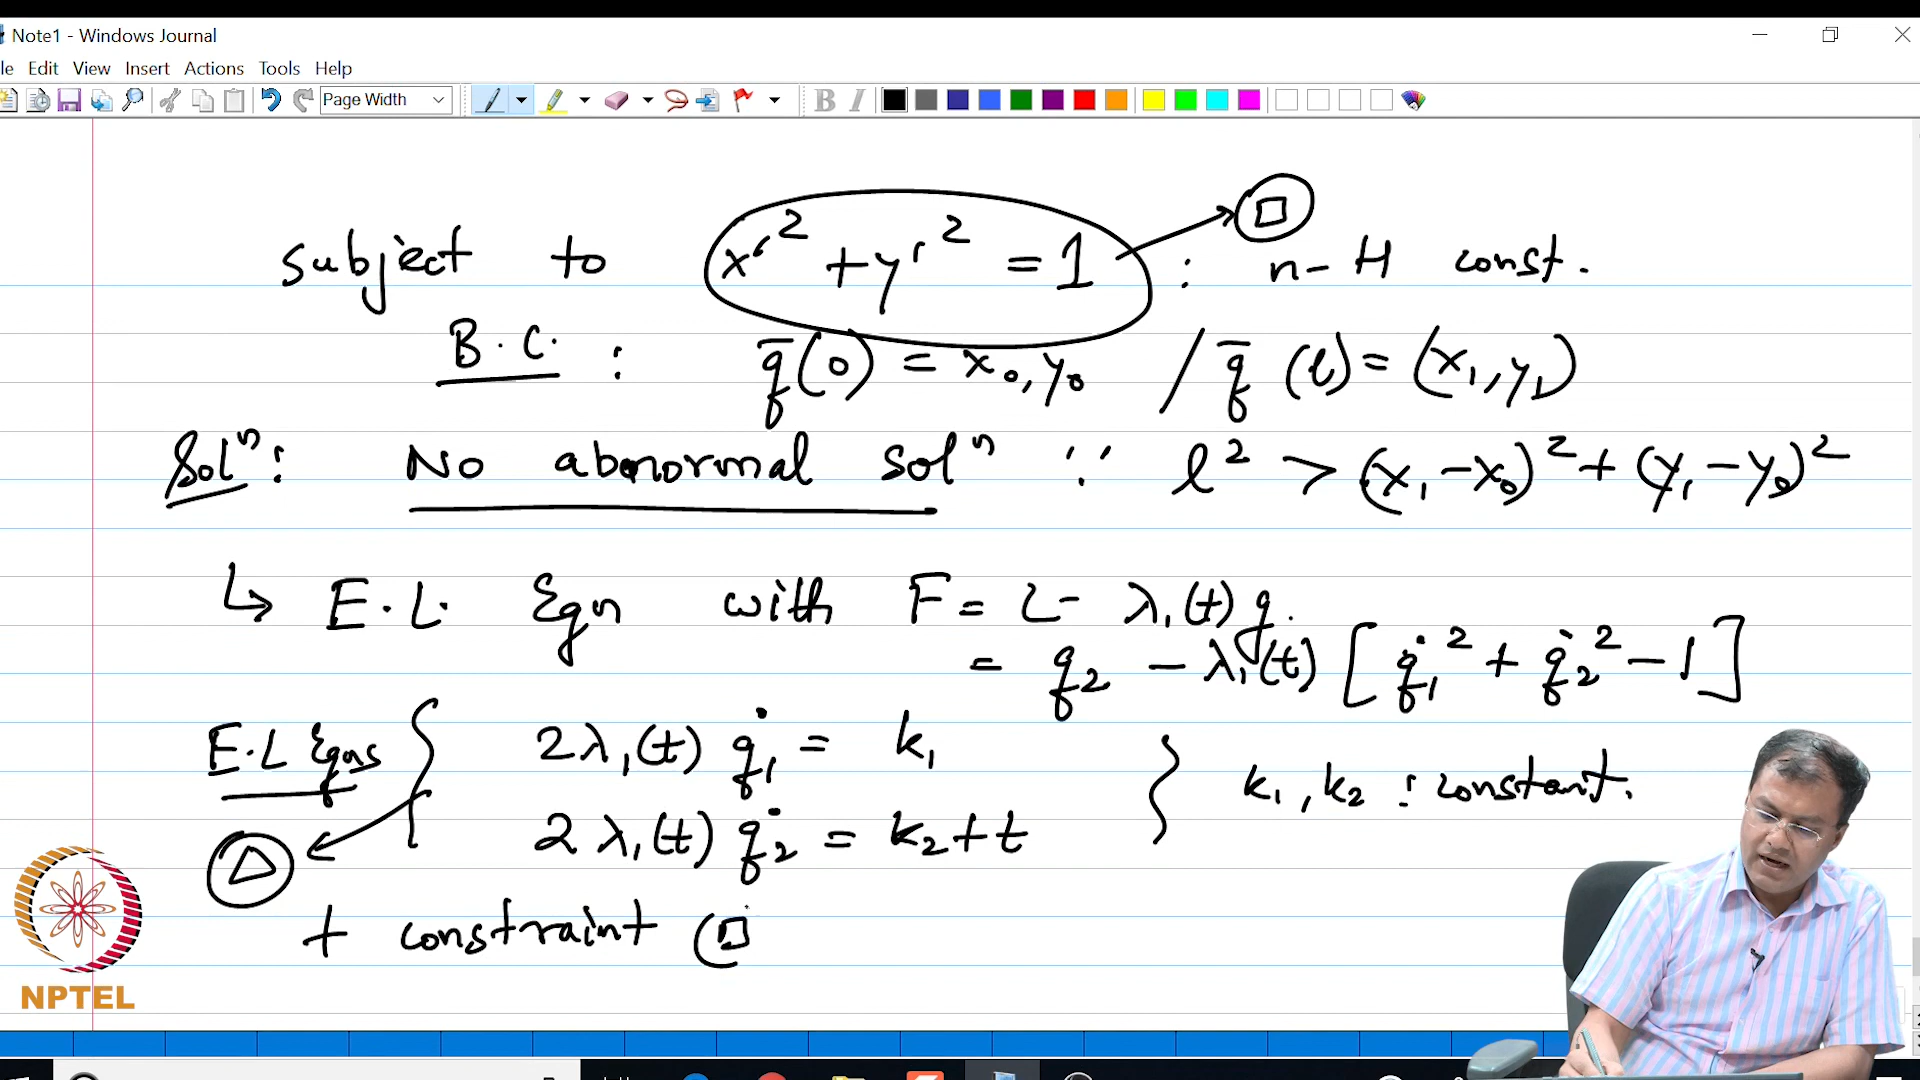 Note1 - Windows Journal
le Edit View Insert Actions Tools Help
Page Width B I
subject to x'² + y'² = 1 → □ : n-H const.
B.C. : q̄(0) = x₀, y₀ / q̄(l) = (x₁, y₁)
Solⁿ: No abnormal solⁿ ∵ l² > (x₁-x₀)² + (y₁-y₀)²
↳ E.L. Eqn with F = L - λ₁(t) g.
= q₂ - λ₁(t) [q̇₁² + q̇₂² - 1]
E.L Eqns { 2λ₁(t) q̇₁ = k₁
2λ₁(t) q̇₂ = k₂ + t } k₁, k₂ : constant.
△
+ constraint (□
NPTEL